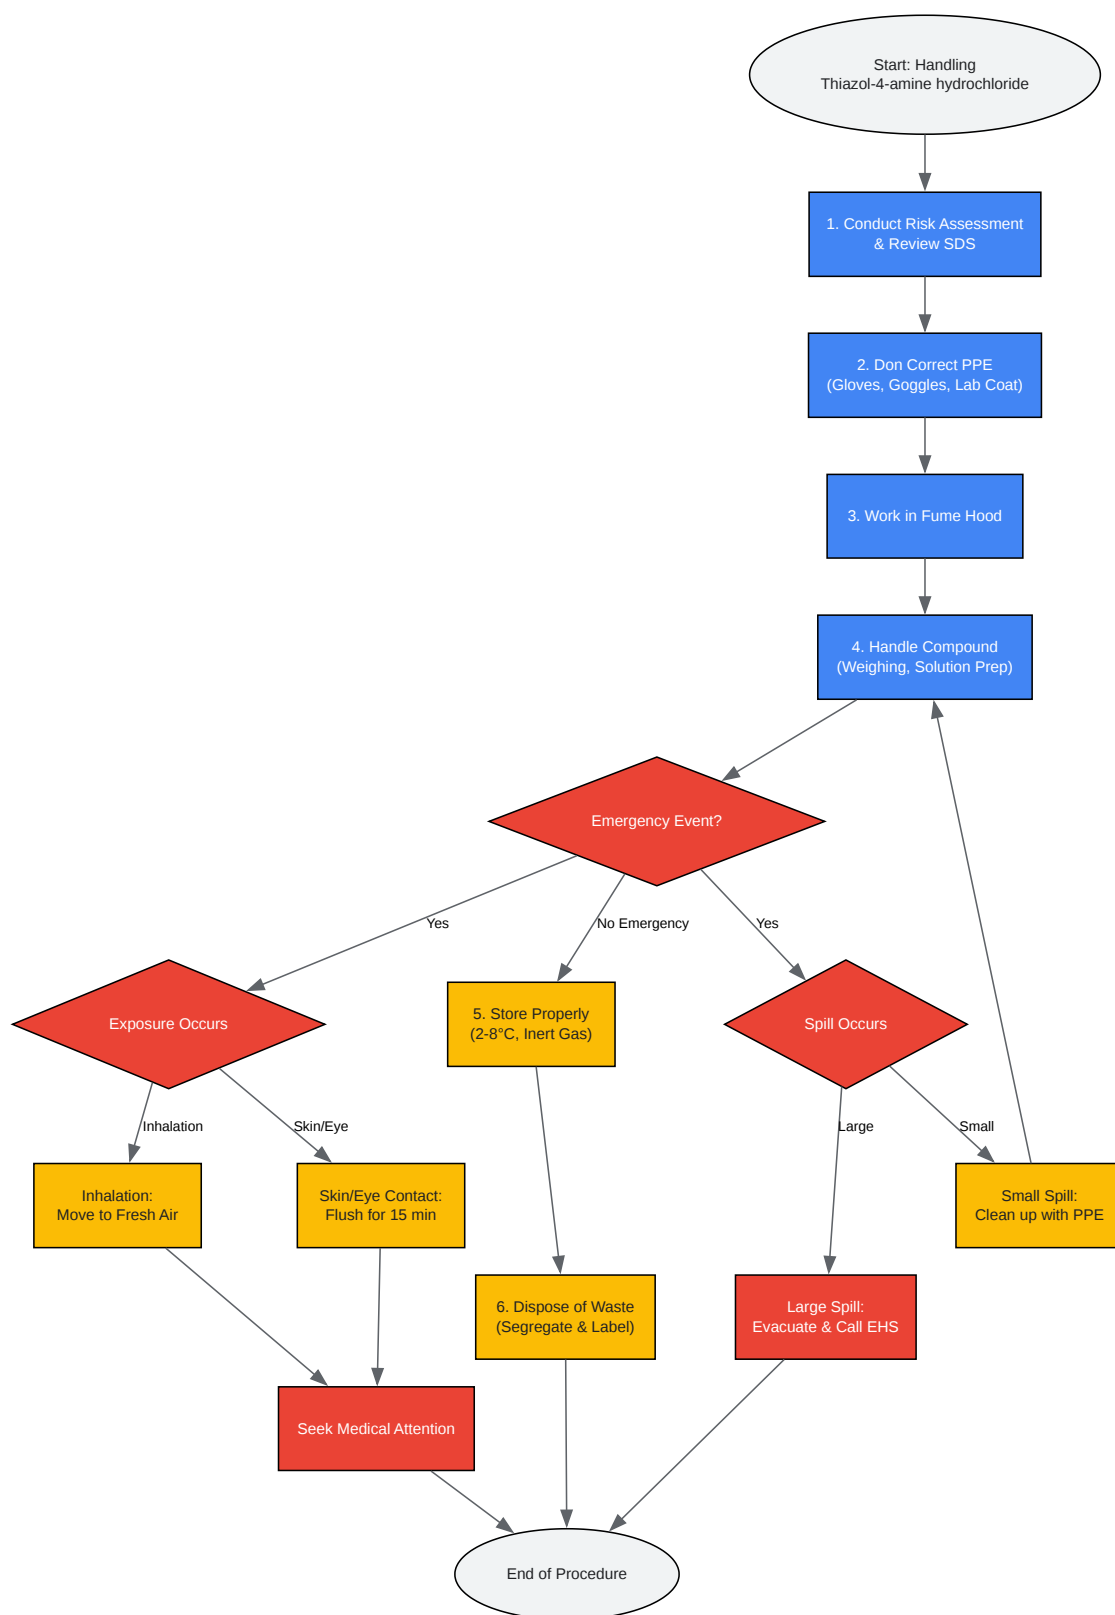 Start: Handling
Thiazol-4-amine hydrochloride
1. Conduct Risk Assessment
& Review SDS
2. Don Correct PPE
(Gloves, Goggles, Lab Coat)
3. Work in Fume Hood
4. Handle Compound
(Weighing, Solution Prep)
Emergency Event?
Yes
No Emergency
Yes
Exposure Occurs
5. Store Properly
(2-8°C, Inert Gas)
Spill Occurs
Inhalation
Skin/Eye
Large
Small
Inhalation:
Move to Fresh Air
Skin/Eye Contact:
Flush for 15 min
Small Spill:
Clean up with PPE
6. Dispose of Waste
(Segregate & Label)
Large Spill:
Evacuate & Call EHS
Seek Medical Attention
End of Procedure